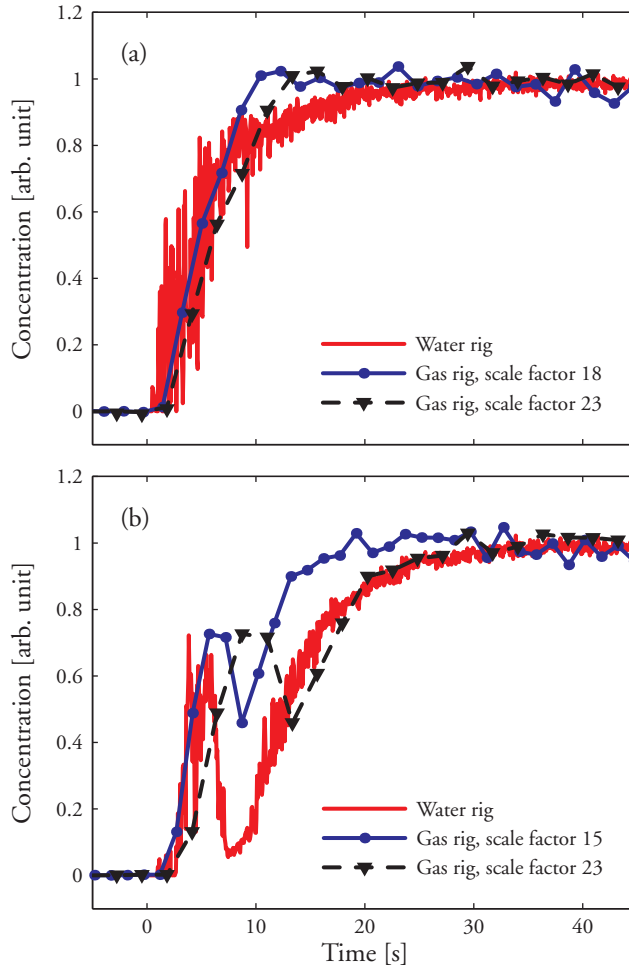 1.2
(a)
1
0.8
0.6
0.4
0.2
0
Concentration [arb. unit]
Water rig
Gas rig, scale factor 18
Gas rig, scale factor 23
1.2
(b)
1
0.8
0.6
0.4
0.2
0
Concentration [arb. unit]
Water rig
Gas rig, scale factor 15
Gas rig, scale factor 23
0 10 20 30 40
Time [s]